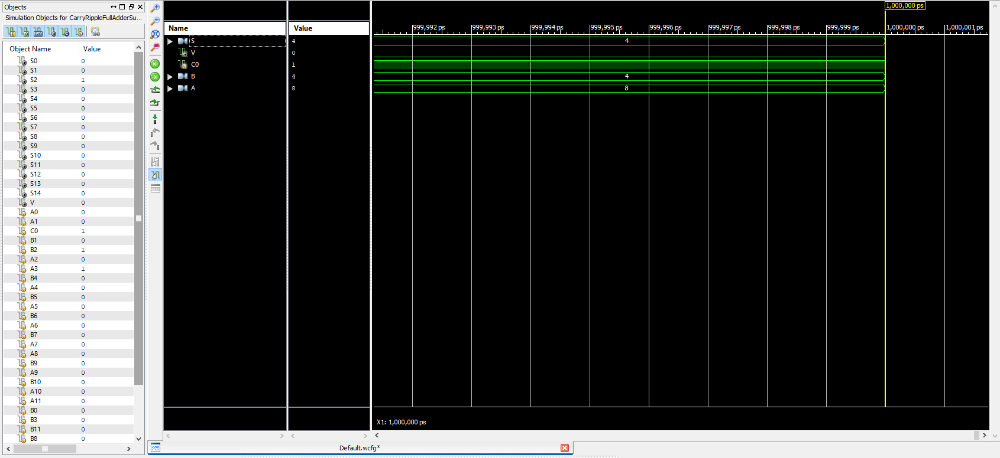 Objects
Simulation Objects for CarryRippleFullAdderSu...
Object Name Value
S0 0
S1 0
S2 1
S3 0
S4 0
S5 0
S6 0
S7 0
S8 0
S9 0
S10 0
S11 0
S12 0
S13 0
S14 0
V 0
A0 0
A1 0
C0 1
B1 0
B2 1
A2 0
A3 1
B4 0
A4 0
B5 0
A5 0
B6 0
A6 0
B7 0
A7 0
A8 0
B9 0
A9 0
B10 0
A10 0
A11 0
B0 0
B3 0
B11 0
B8 0
Name Value
S 4
V 0
C0 1
B 4
A 8
1,000,000 ps
999,992 ps 999,993 ps 999,994 ps 999,995 ps 999,996 ps 999,997 ps 999,998 ps 999,999 ps 1,000,000 ps 1,000,001 ps
4
4
8
X1: 1,000,000 ps
Default.wcfg*